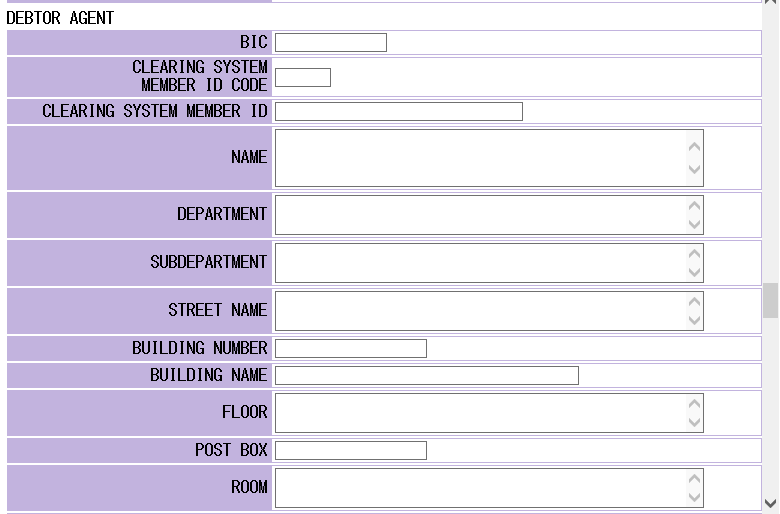 DEBTOR AGENT
BIC
CLEARING SYSTEM
MEMBER ID CODE
CLEARING SYSTEM MEMBER ID
NAME
DEPARTMENT
SUBDEPARTMENT
STREET NAME
BUILDING NUMBER
BUILDING NAME
FLOOR
POST BOX
ROOM